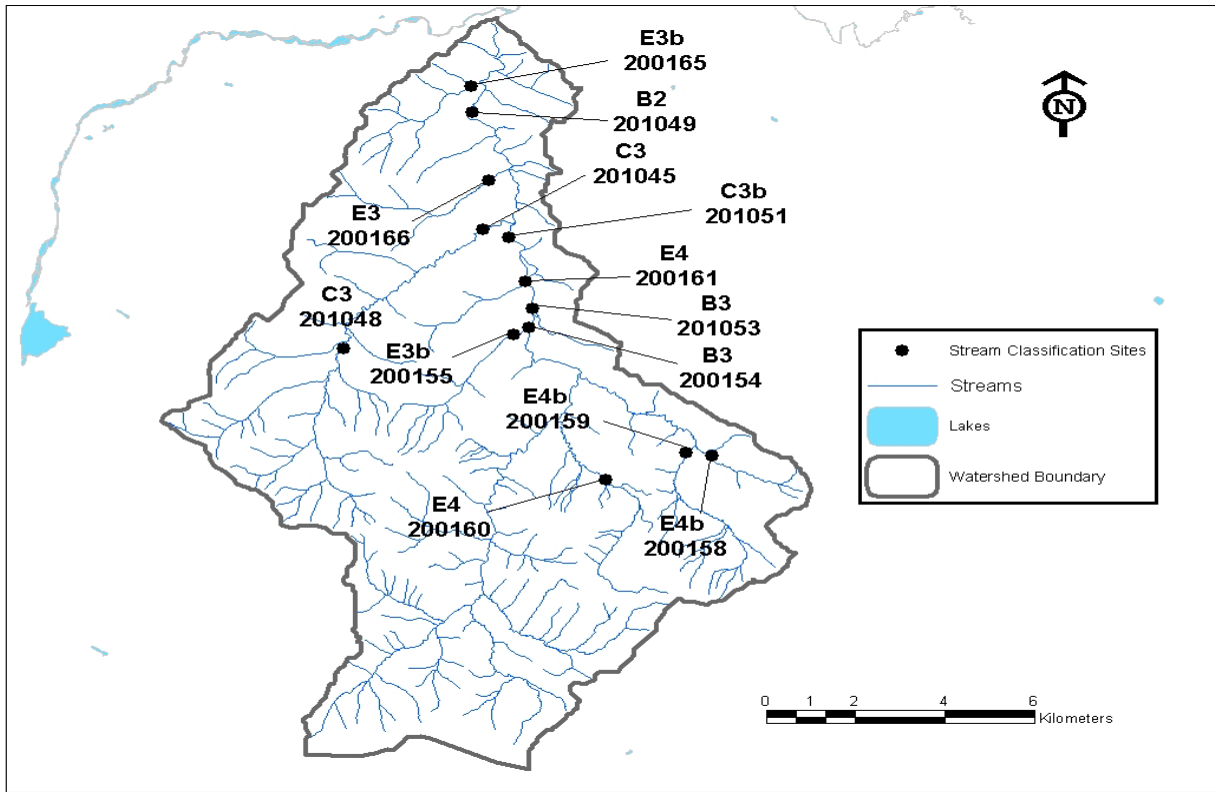 E3b
200165
B2
201049
C3
201045
C3b
201051
E3
200166
E4
200161
C3
201048
B3
201053
E3b
200155
B3
200154
E4b
200159
E4
200160
E4b
200158
N
Stream Classification Sites
Streams
Lakes
Watershed Boundary
0 1 2 4 6
Kilometers